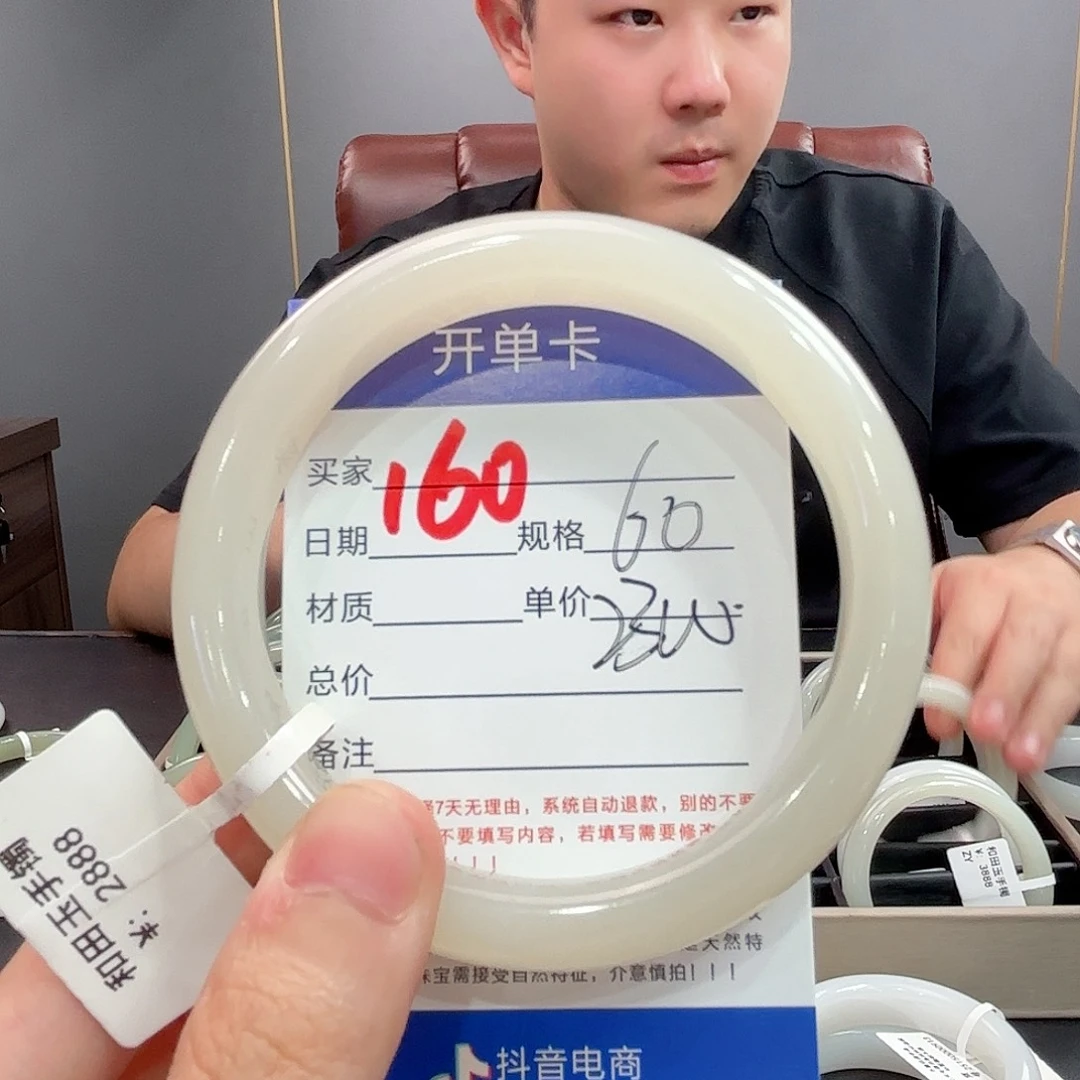 开单卡
买家 160
日期 规格 60
材质 单价
总价
备注
7天无理由，系统自动退款，别的不要
不要填写内容，若填写需要修改
！！
天然特
珠宝需接受自然特征，介意慎拍！！！
抖音电商
和田玉手镯
¥: 2888
和田玉手镯
¥: 3888
ZY